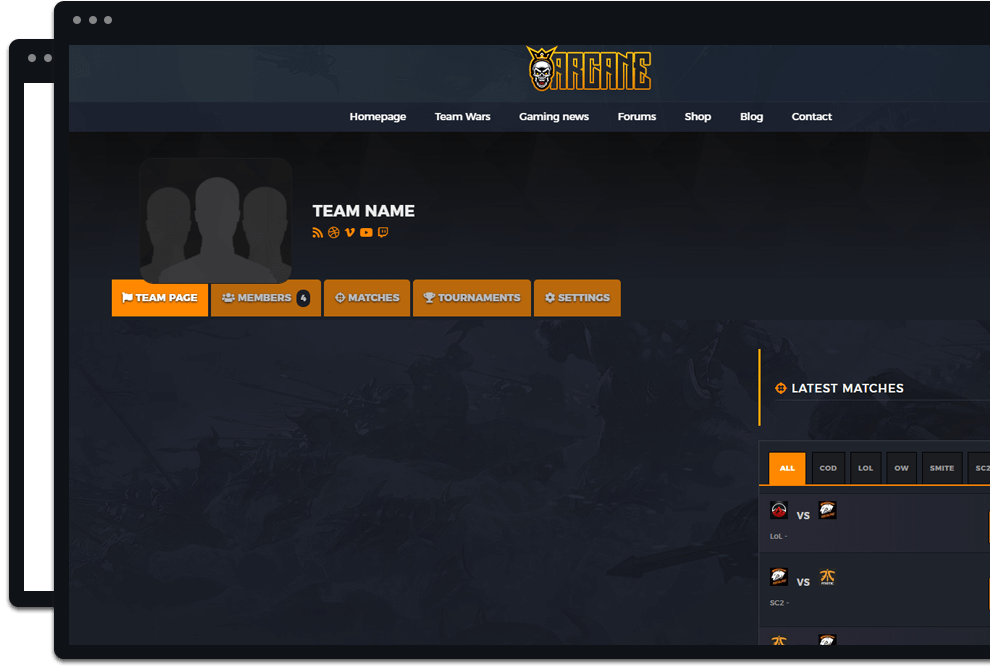 ARCANE
Homepage Team Wars Gaming news Forums Shop Blog Contact
TEAM NAME
TEAM PAGE MEMBERS 4 MATCHES TOURNAMENTS SETTINGS
LATEST MATCHES
ALL COD LOL OW SMITE SC2
VS
LoL -
VS
SC2 -